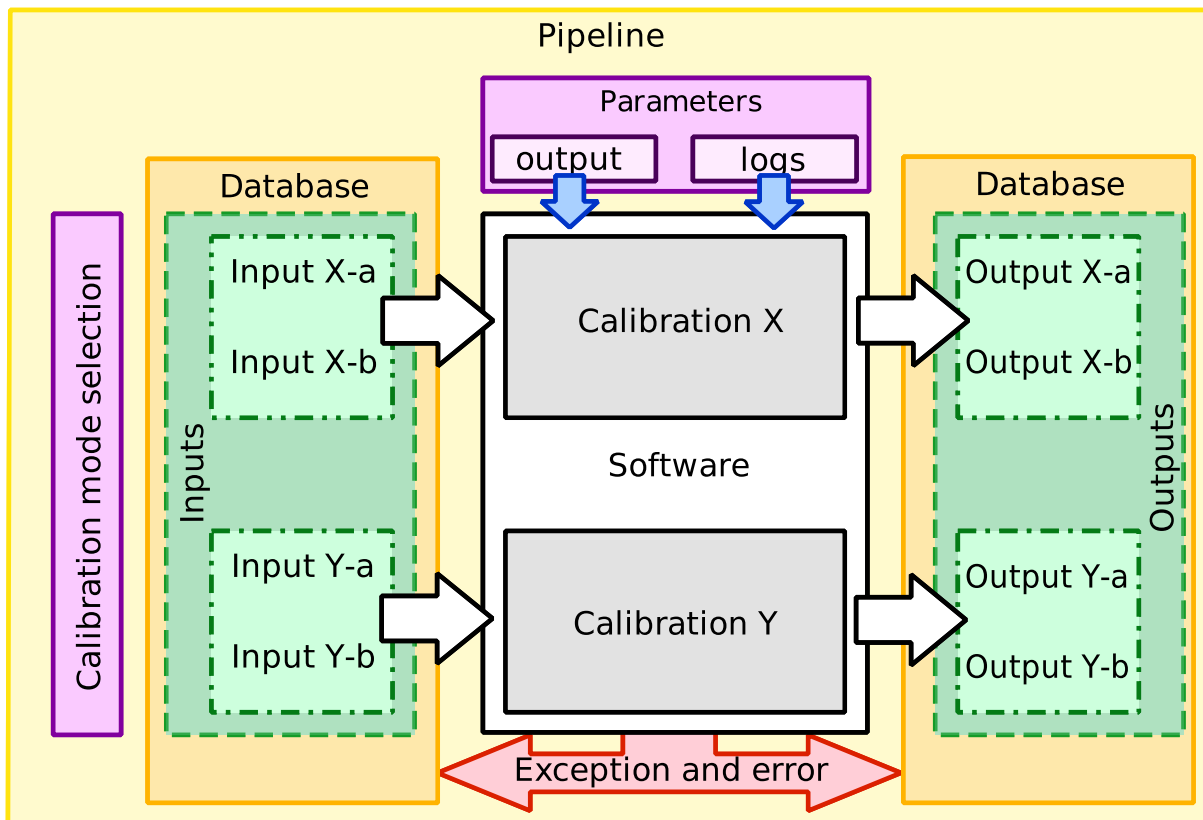 Pipeline
Parameters
output
logs
Database
Database
Calibration mode selection
Inputs
Input X-a
Input X-b
Input Y-a
Input Y-b
Calibration X
Software
Calibration Y
Output X-a
Output X-b
Output Y-a
Output Y-b
Outputs
Exception and error